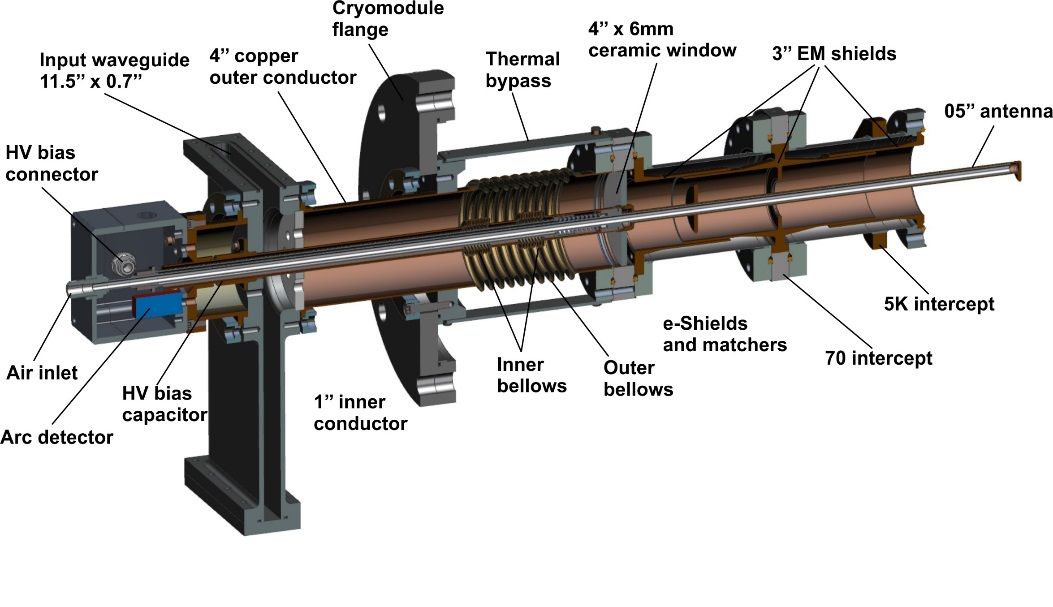 Cryomodule
flange
4” x 6mm
ceramic window
Input waveguide
11.5” x 0.7”
4” copper
outer conductor
Thermal
bypass
3” EM shields
05” antenna
HV bias
connector
5K intercept
e-Shields
and matchers
70 intercept
Air inlet
Inner
bellows
Outer
bellows
HV bias
capacitor
1” inner
conductor
Arc detector